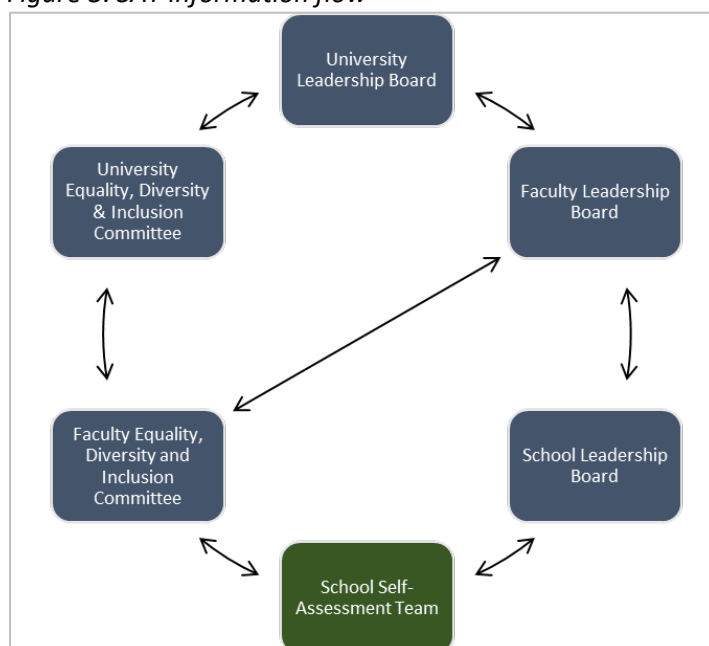 Figure 3: SAT information flow
University
Leadership Board
University
Equality, Diversity
& Inclusion
Committee
Faculty Leadership
Board
Faculty Equality,
Diversity and
Inclusion
Committee
School Leadership
Board
School Self-
Assessment Team